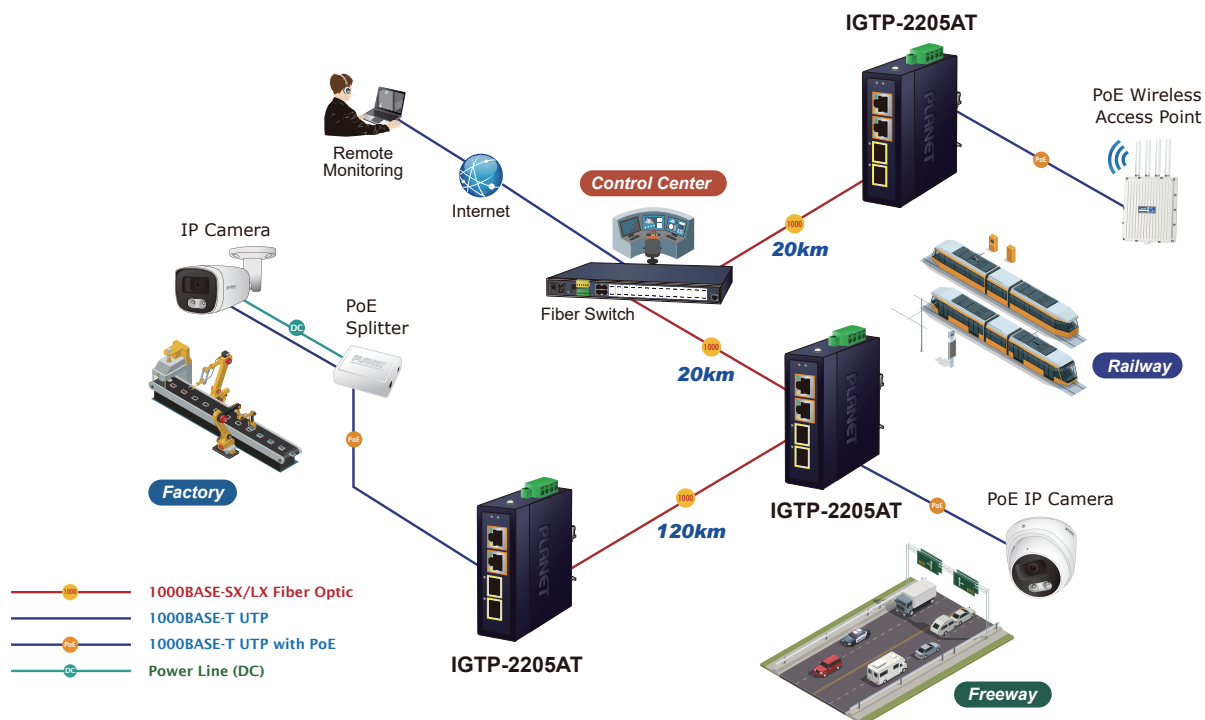 IGTP-2205AT
PLANET
PoE Wireless
Access Point
PoE
Remote
Monitoring
Internet
Control Center
1000
20km
Fiber Switch
IP Camera
DC
PoE
Splitter
PLANET
1000
20km
Railway
PLANET
PoE
Factory
IGTP-2205AT
PoE
PoE IP Camera
1000
120km
PLANET
IGTP-2205AT
Freeway
1000
1000BASE-SX/LX Fiber Optic
1000BASE-T UTP
PoE
1000BASE-T UTP with PoE
DC
Power Line (DC)